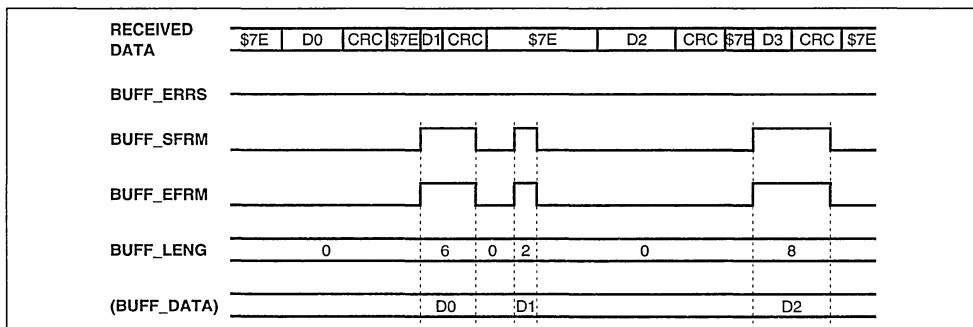 RECEIVED DATA $7E D0 CRC $7E D1 CRC $7E D2 CRC $7E D3 CRC $7E
BUFF_ERRS
BUFF_SFRM
BUFF_EFRM
BUFF_LENG 0 6 0 2 0 8
(BUFF_DATA) D0 D1 D2